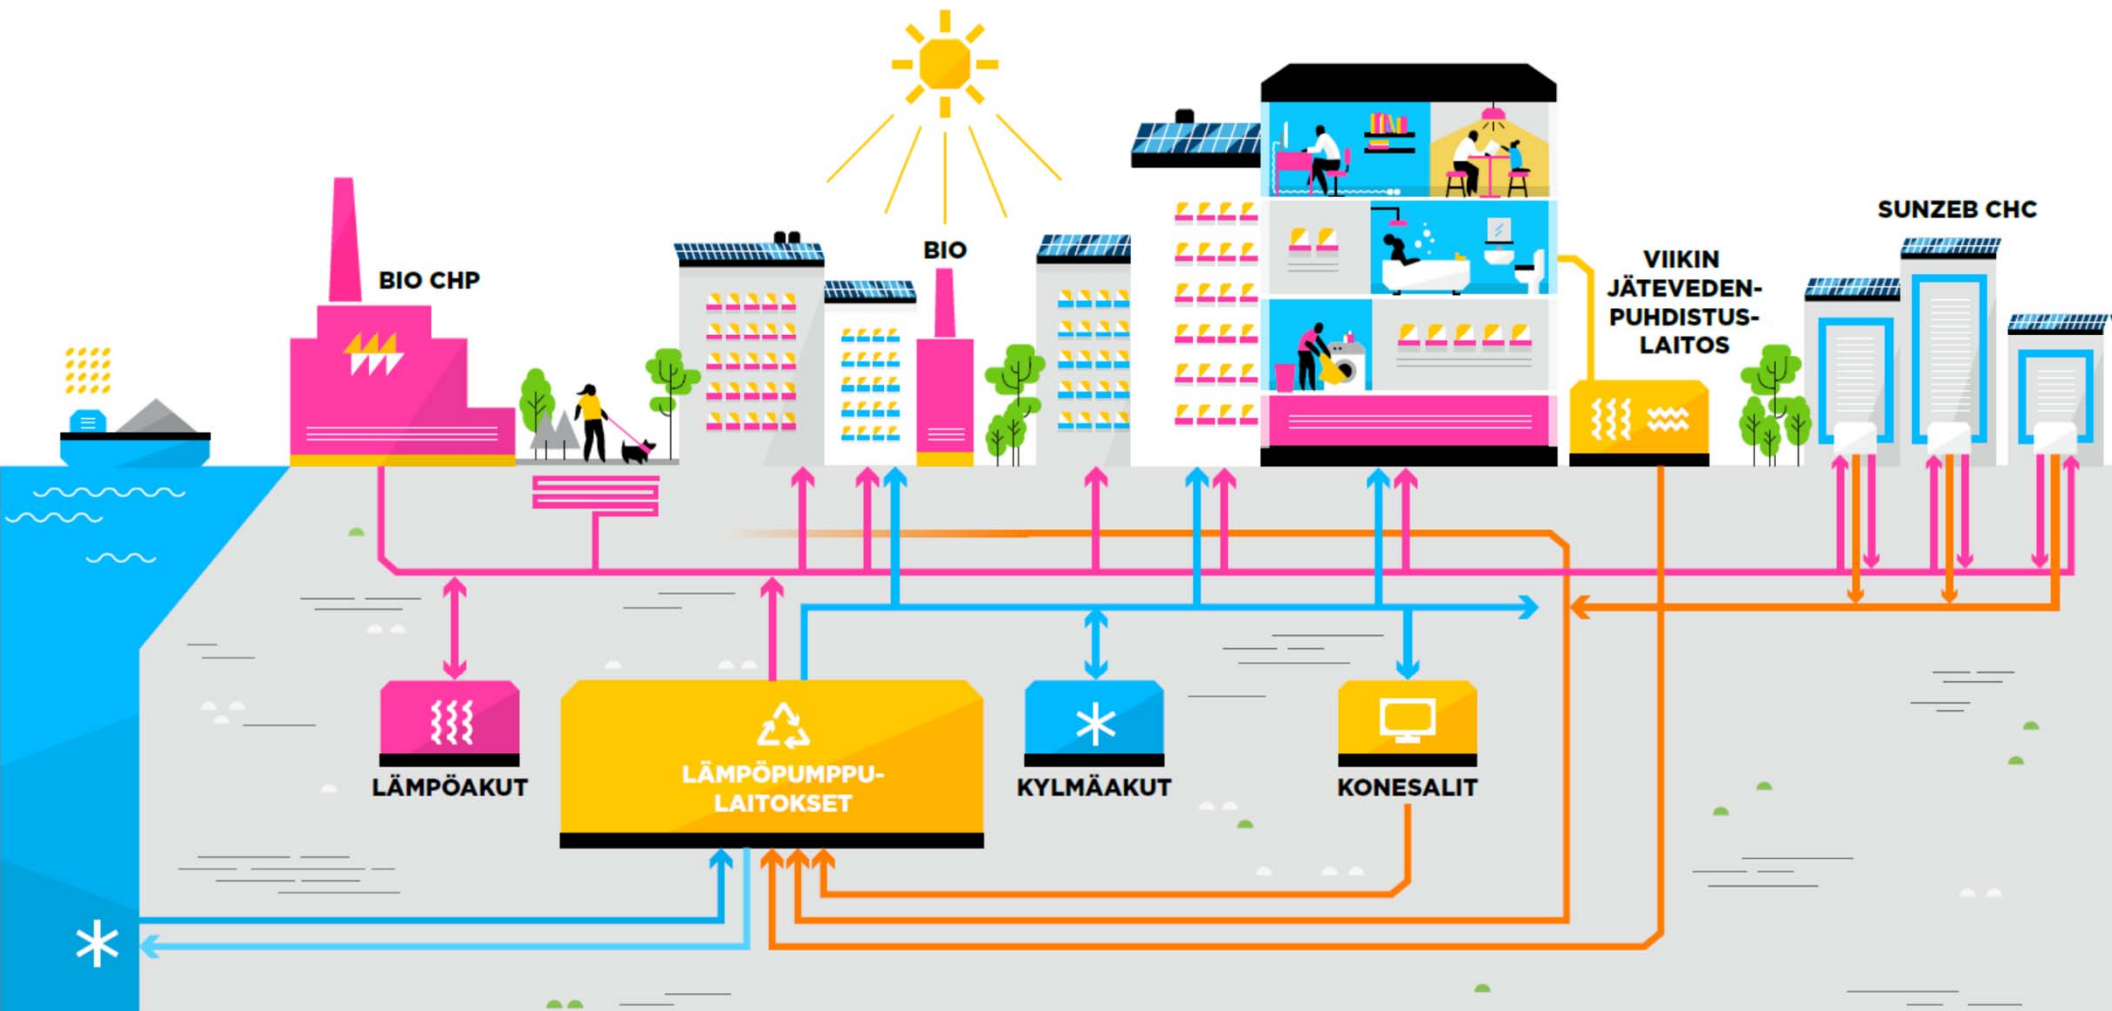 BIO CHP
BIO
VIIKIN
JÄTEVEDEN-
PUHDISTUS-
LAITOS
SUNZEB CHC
LÄMPÖAKUT
LÄMPÖPUMPPU-
LAITOKSET
KYLMÄAKUT
KONESALIT